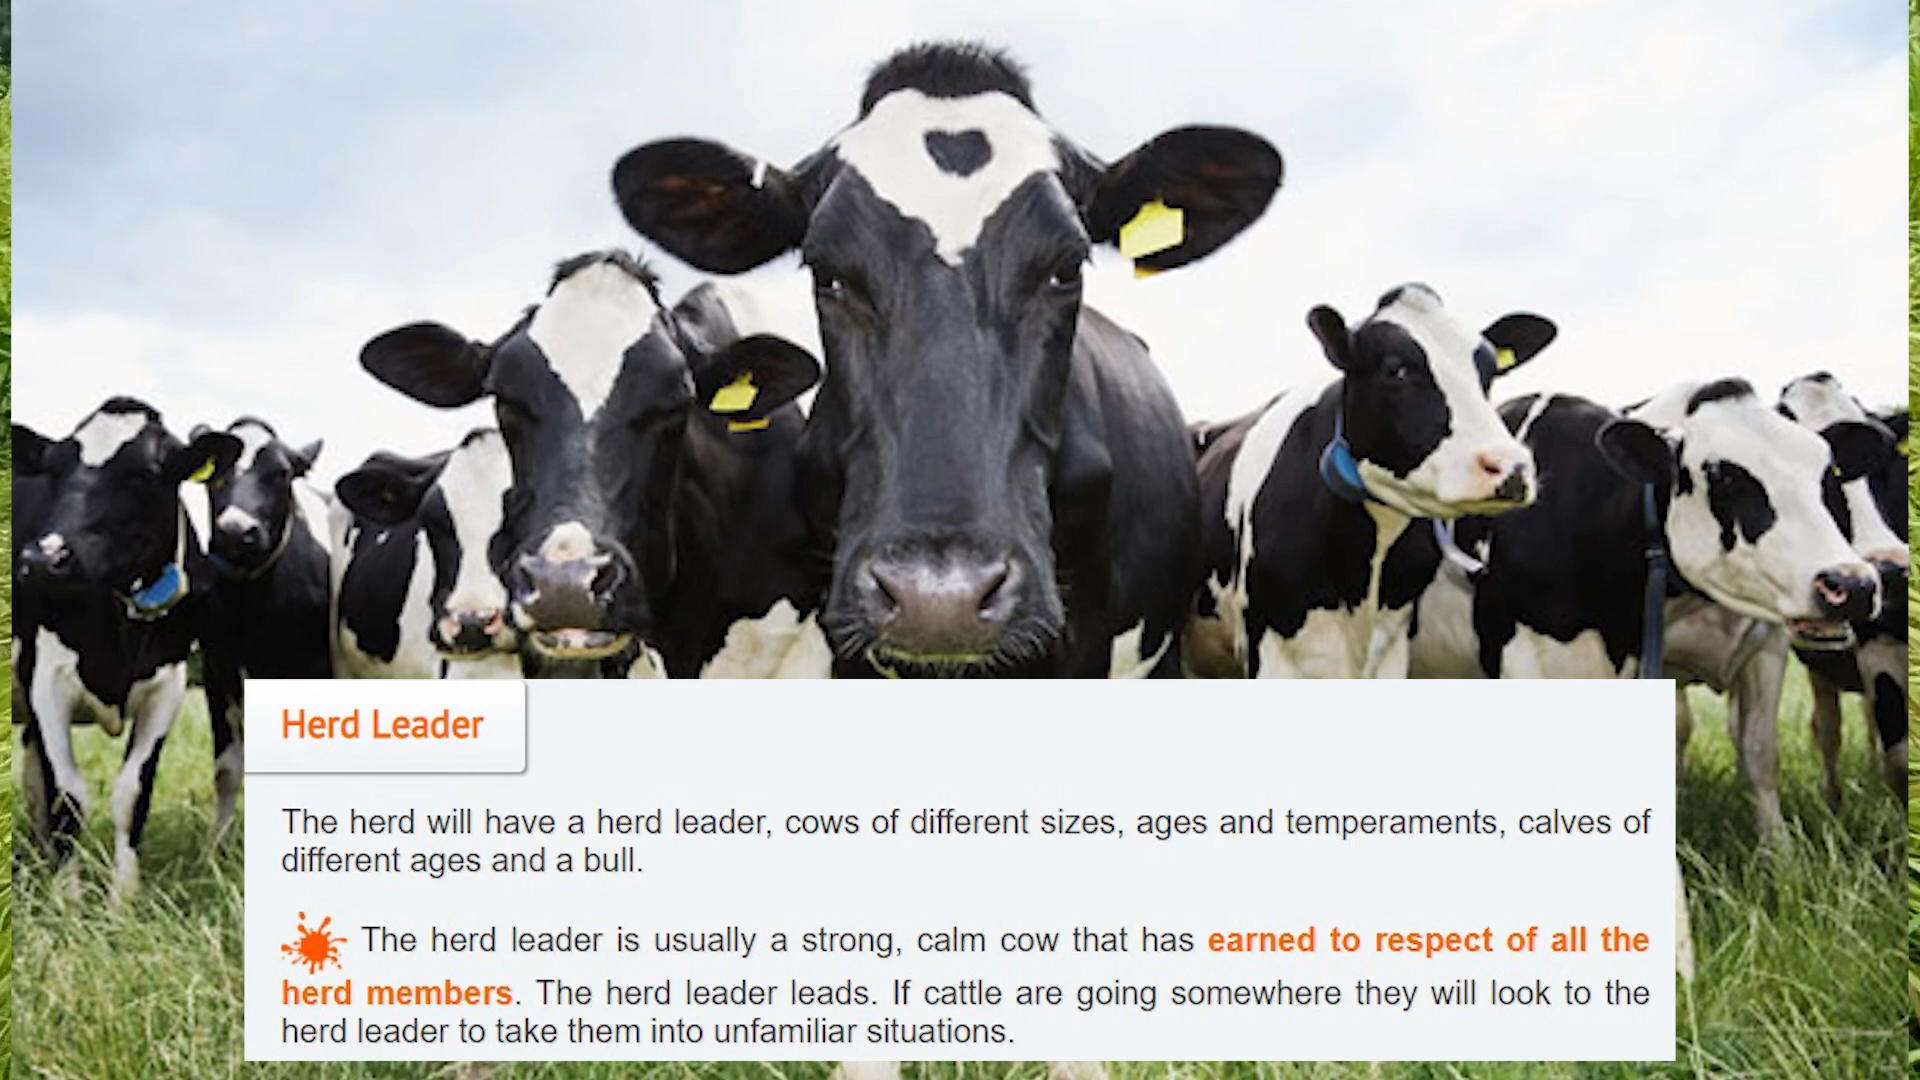 Herd Leader
The herd will have a herd leader, cows of different sizes, ages and temperaments, calves of
different ages and a bull.
The herd leader is usually a strong, calm cow that has earned to respect of all the
herd members. The herd leader leads. If cattle are going somewhere they will look to the
herd leader to take them into unfamiliar situations.